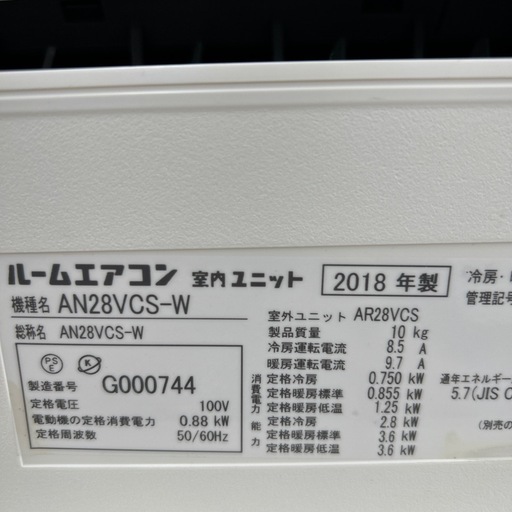 ルームエアコン 室内ユニット 2018 年製 冷房・
機種名 AN28VCS-W 管理記号
総称名 AN28VCS-W
室外ユニット AR28VCS
製品質量 10 kg
冷房運転電流 8.5 A
暖房運転電流 9.7 A
PSE K
製造番号 G000744
定格電圧 100V
電動機の定格消費電力 0.88 kW
定格周波数 50/60Hz
消費電力 定格冷房 0.750 kW
定格暖房標準 0.855 kW
定格暖房低温 1.25 kW
能力 定格冷房 2.8 kW
定格暖房標準 3.6 kW
定格暖房低温 3.6 kW
通年エネルギー
5.7(JIS C
(別売の